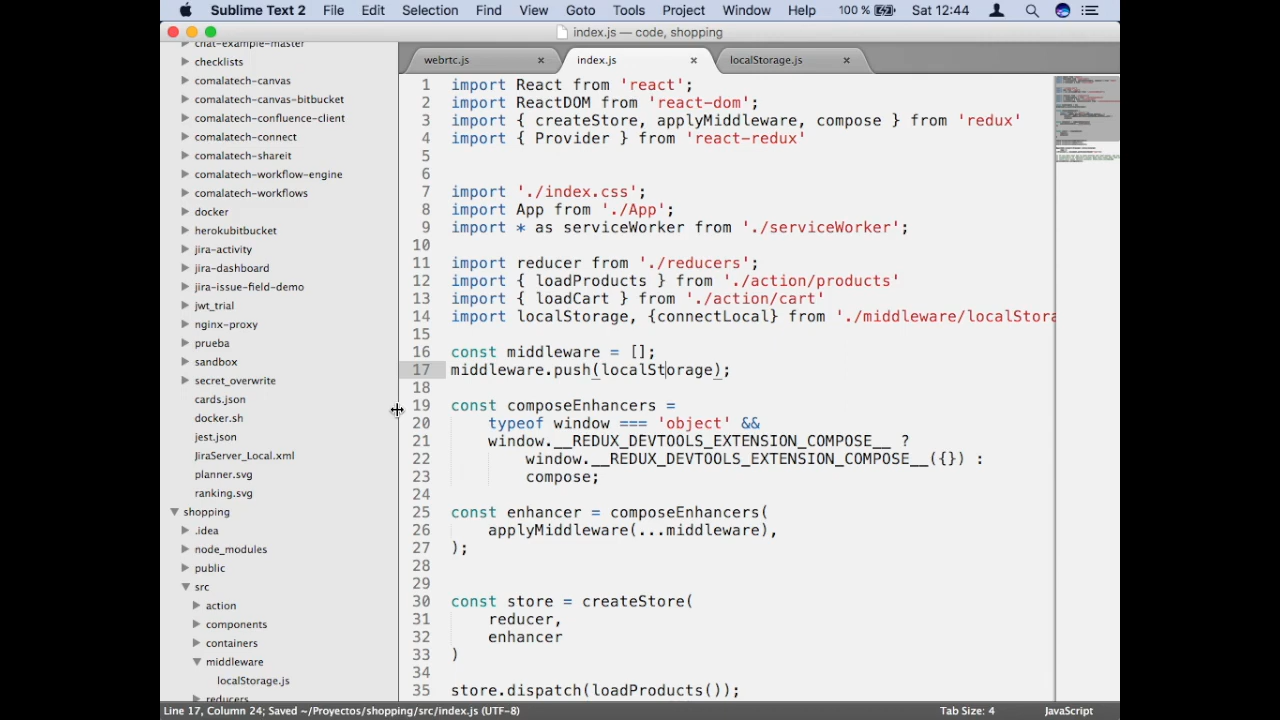 Sublime Text 2 File Edit Selection Find View Goto Tools Project Window Help 100 % Sat 12:44
index.js — code, shopping
webrtc.js × index.js × localStorage.js ×
chat-example-master
checklists
comalatech-canvas
comalatech-canvas-bitbucket
comalatech-confluence-client
comalatech-connect
comalatech-shareit
comalatech-workflow-engine
comalatech-workflows
docker
herokubitbucket
jira-activity
jira-dashboard
jira-issue-field-demo
jwt_trial
nginx-proxy
prueba
sandbox
secret_overwrite
cards.json
docker.sh
jest.json
JiraServer_Local.xml
planner.svg
ranking.svg
shopping
.idea
node_modules
public
src
action
components
containers
middleware
localStorage.js
reducers
1 import React from 'react';
2 import ReactDOM from 'react-dom';
3 import { createStore, applyMiddleware, compose } from 'redux'
4 import { Provider } from 'react-redux'
5
6
7 import './index.css';
8 import App from './App';
9 import * as serviceWorker from './serviceWorker';
10
11 import reducer from './reducers';
12 import { loadProducts } from './action/products'
13 import { loadCart } from './action/cart'
14 import localStorage, {connectLocal} from './middleware/localStora
15
16 const middleware = [];
17 middleware.push(localStorage);
18
19 const composeEnhancers =
20 typeof window === 'object' &&
21 window.__REDUX_DEVTOOLS_EXTENSION_COMPOSE__ ?
22 window.__REDUX_DEVTOOLS_EXTENSION_COMPOSE__({}) :
23 compose;
24
25 const enhancer = composeEnhancers(
26 applyMiddleware(...middleware),
27 );
28
29
30 const store = createStore(
31 reducer,
32 enhancer
33 )
34
35 store.dispatch(loadProducts());
Line 17, Column 24; Saved ~/Proyectos/shopping/src/index.js (UTF-8) Tab Size: 4 JavaScript